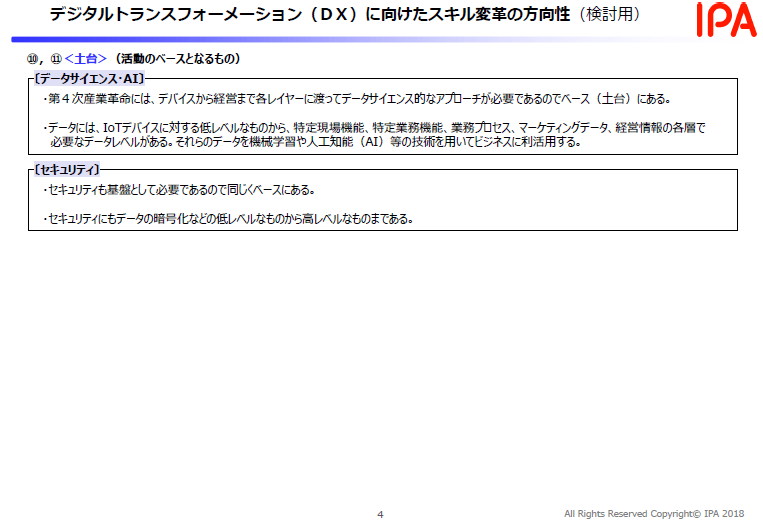 デジタルトランスフォーメーション（ＤＸ）に向けたスキル変革の方向性（検討用）
IPA
⑩，⑪＜土台＞（活動のベースとなるもの）
〔データサイエンス・AI〕
・第４次産業革命には、デバイスから経営まで各レイヤーに渡ってデータサイエンス的なアプローチが必要であるのでベース（土台）にある。
・データには、IoTデバイスに対する低レベルなものから、特定現場機能、特定業務機能、業務プロセス、マーケティングデータ、経営情報の各層で
必要なデータレベルがある。それらのデータを機械学習や人工知能（AI）等の技術を用いてビジネスに利活用する。
〔セキュリティ〕
・セキュリティも基盤として必要であるので同じくベースにある。
・セキュリティにもデータの暗号化などの低レベルなものから高レベルなものまである。
4
All Rights Reserved Copyright© IPA 2018